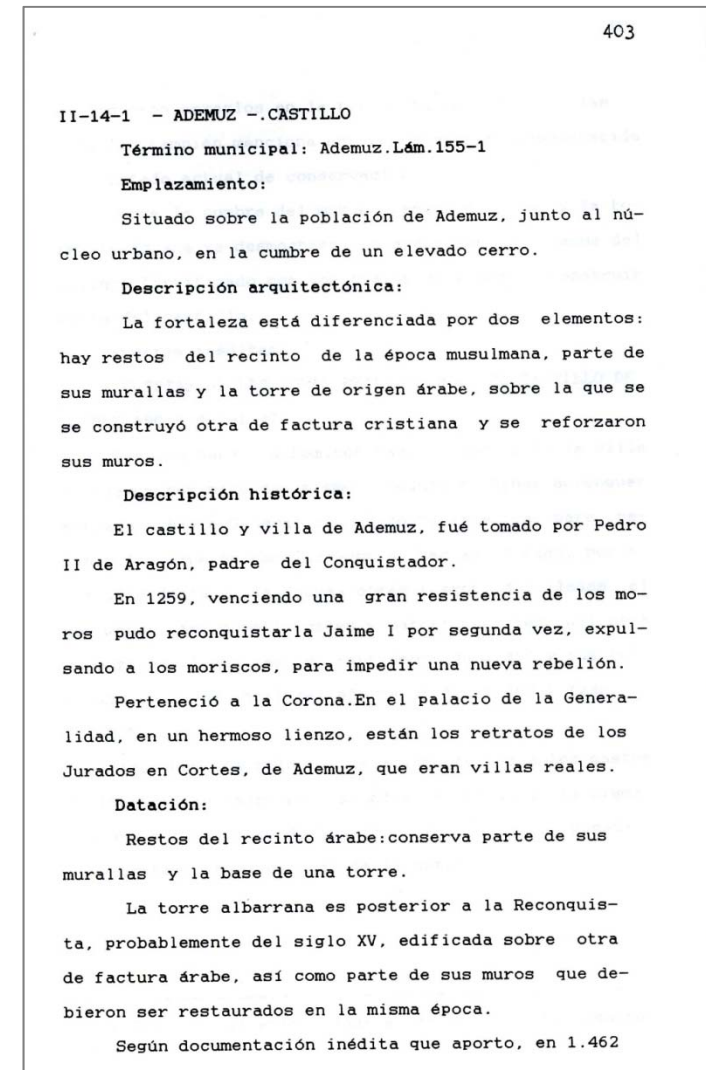 403
II-14-1 - ADEMUZ -.CASTILLO
Término municipal: Ademuz.Lám.155-1
Emplazamiento:
Situado sobre la población de Ademuz, junto al nú-
cleo urbano, en la cumbre de un elevado cerro.
Descripción arquitectónica:
La fortaleza está diferenciada por dos elementos:
hay restos del recinto de la época musulmana, parte de
sus murallas y la torre de origen árabe, sobre la que se
se construyó otra de factura cristiana y se reforzaron
sus muros.
Descripción histórica:
El castillo y villa de Ademuz, fué tomado por Pedro
II de Aragón, padre del Conquistador.
En 1259, venciendo una gran resistencia de los mo-
ros pudo reconquistarla Jaime I por segunda vez, expul-
sando a los moriscos, para impedir una nueva rebelión.
Perteneció a la Corona.En el palacio de la Genera-
lidad, en un hermoso lienzo, están los retratos de los
Jurados en Cortes, de Ademuz, que eran villas reales.
Datación:
Restos del recinto árabe:conserva parte de sus
murallas y la base de una torre.
La torre albarrana es posterior a la Reconquis-
ta, probablemente del siglo XV, edificada sobre otra
de factura árabe, así como parte de sus muros que de-
bieron ser restaurados en la misma época.
Según documentación inédita que aporto, en 1.462